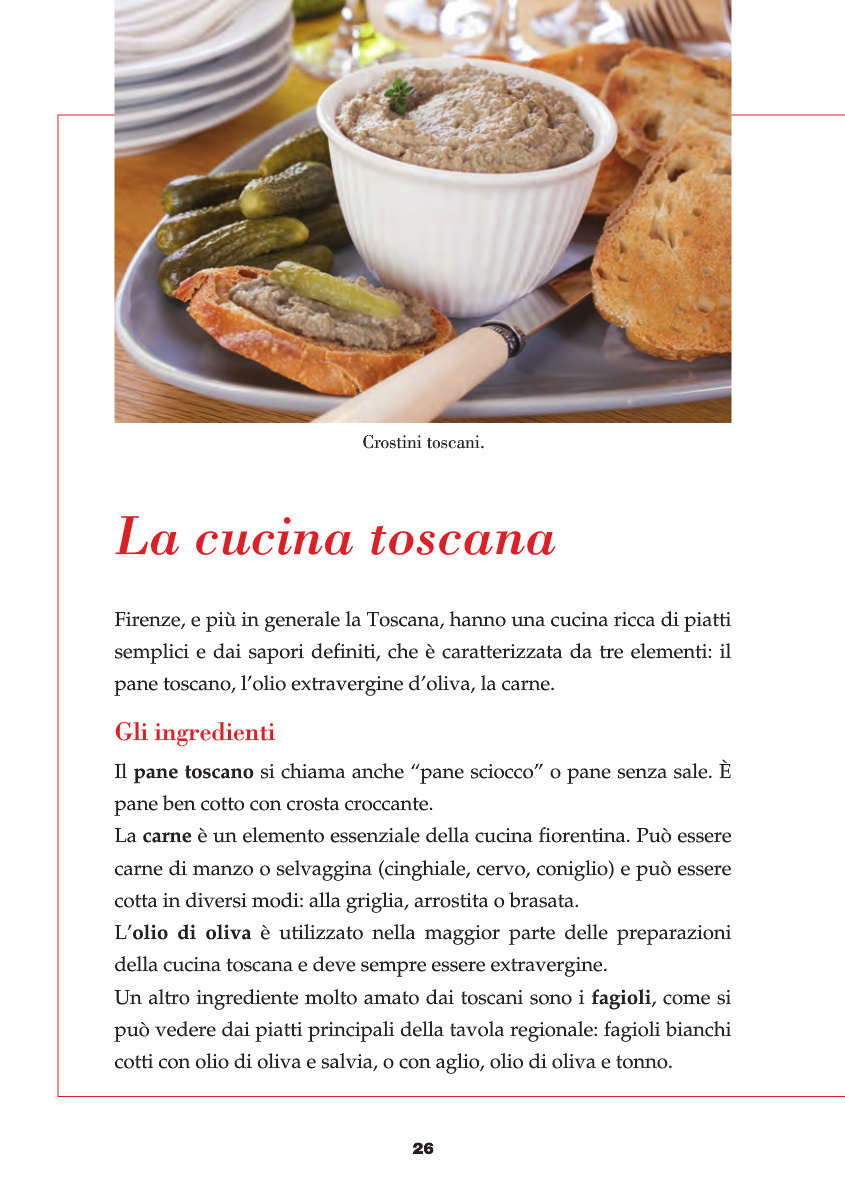 Crostini toscani.
La cucina toscana
Firenze, e più in generale la Toscana, hanno una cucina ricca di piatti
semplici e dai sapori definiti, che è caratterizzata da tre elementi: il
pane toscano, l’olio extravergine d’oliva, la carne.
Gli ingredienti
Il pane toscano si chiama anche “pane sciocco” o pane senza sale. È
pane ben cotto con crosta croccante.
La carne è un elemento essenziale della cucina fiorentina. Può essere
carne di manzo o selvaggina (cinghiale, cervo, coniglio) e può essere
cotta in diversi modi: alla griglia, arrostita o brasata.
L’olio di oliva è utilizzato nella maggior parte delle preparazioni
della cucina toscana e deve sempre essere extravergine.
Un altro ingrediente molto amato dai toscani sono i fagioli, come si
può vedere dai piatti principali della tavola regionale: fagioli bianchi
cotti con olio di oliva e salvia, o con aglio, olio di oliva e tonno.
26